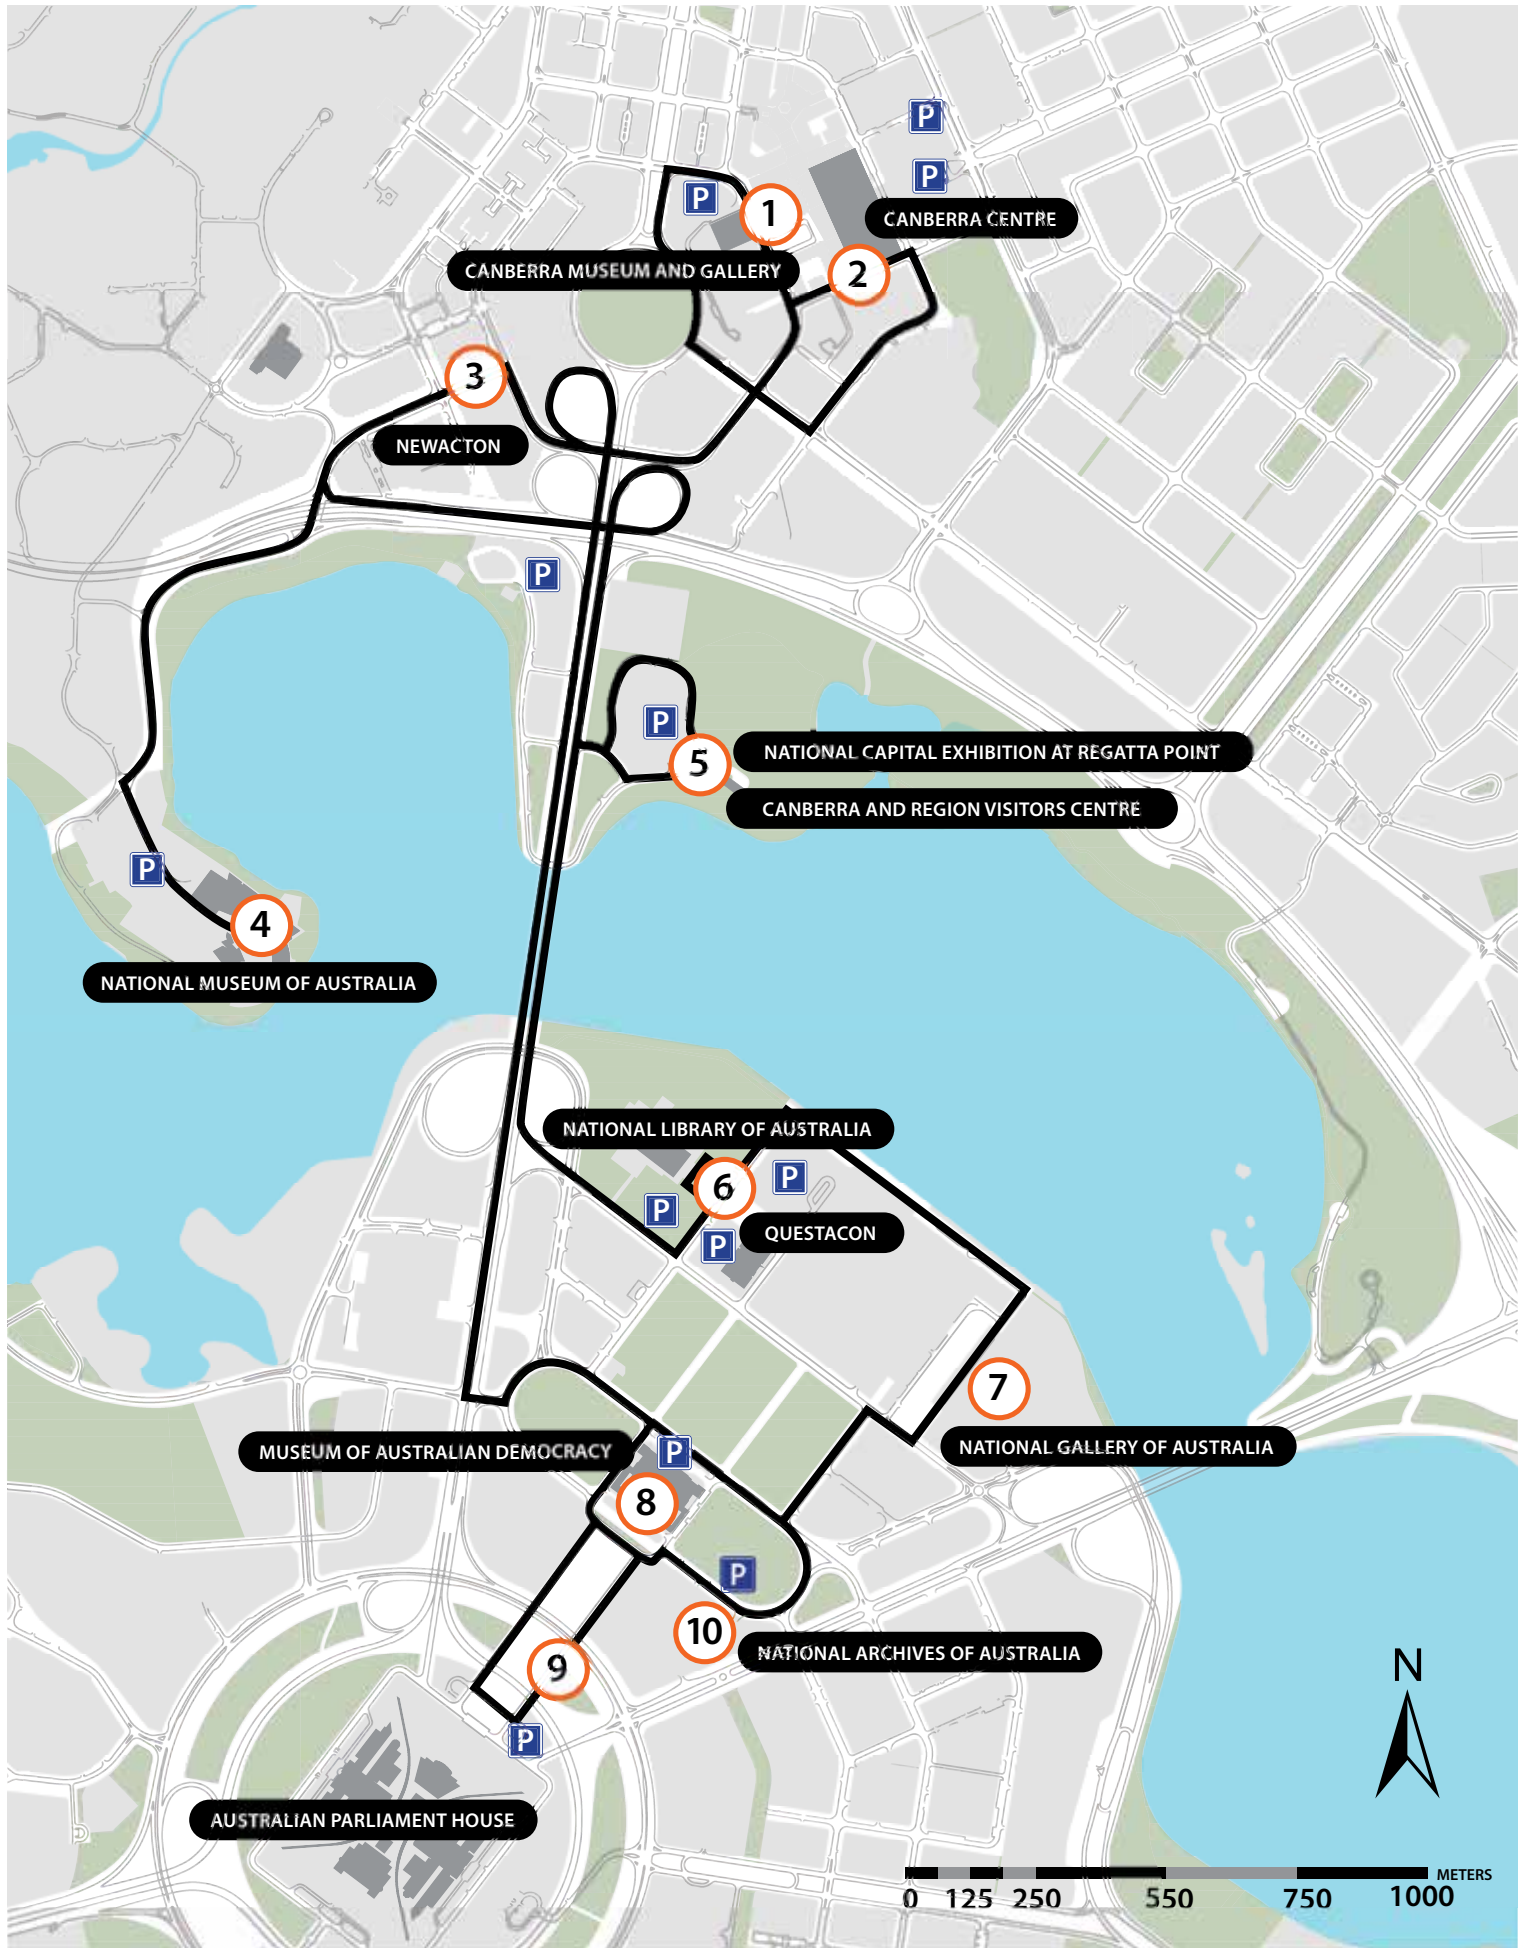 P
P
P
1
CANBERRA CENTRE
CANBERRA MUSEUM AND GALLERY
2
3
NEWACTON
P
P
5
NATIONAL CAPITAL EXHIBITION AT REGATTA POINT
CANBERRA AND REGION VISITORS CENTRE
P
4
NATIONAL MUSEUM OF AUSTRALIA
NATIONAL LIBRARY OF AUSTRALIA
6
P
P
QUESTACON
P
7
NATIONAL GALLERY OF AUSTRALIA
MUSEUM OF AUSTRALIAN DEMOCRACY
P
8
P
10
NATIONAL ARCHIVES OF AUSTRALIA
9
P
AUSTRALIAN PARLIAMENT HOUSE
N
METERS
0 125 250 550 750 1000